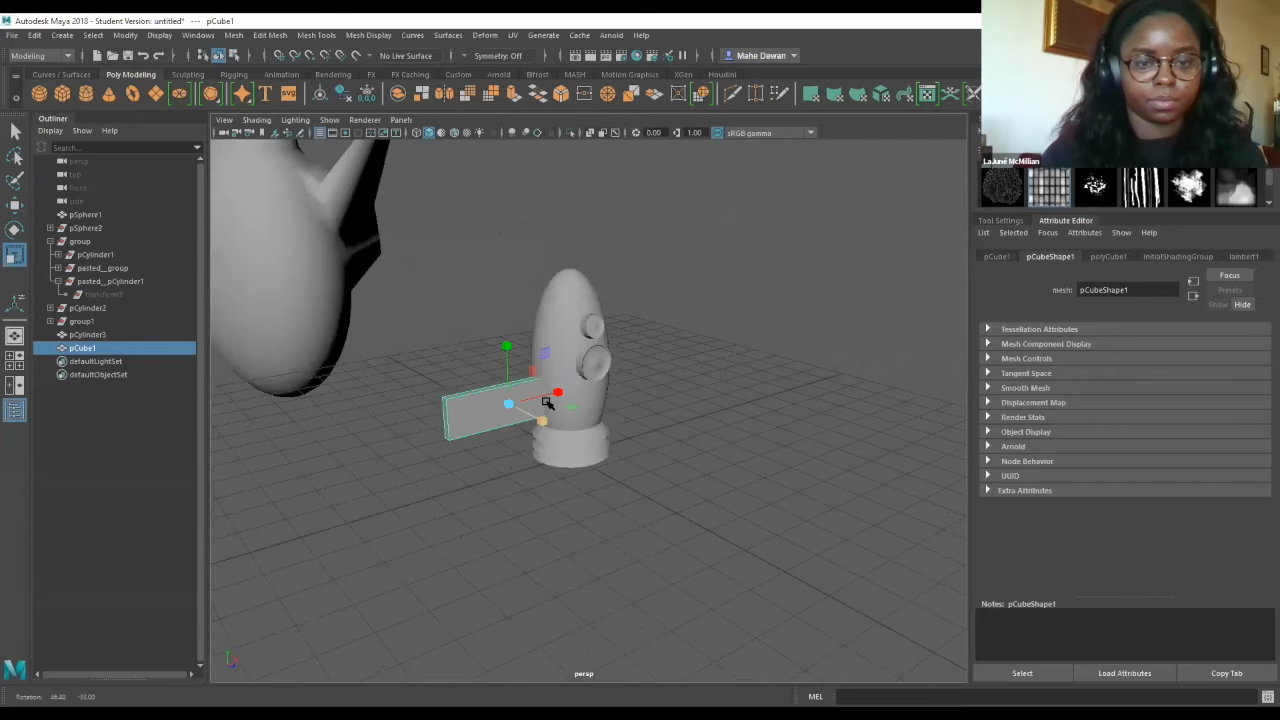 Autodesk Maya 2018 - Student Version: untitled*   ---   pCube1
File Edit Create Select Modify Display Windows Mesh Edit Mesh Mesh Tools Mesh Display Curves Surfaces Deform UV Generate Cache Arnold Help
Modeling No Live Surface Symmetry: Off Mahe Dewan
Curves / Surfaces Poly Modeling Sculpting Rigging Animation Rendering FX FX Caching Custom Arnold Bifrost MASH Motion Graphics XGen Houdini
SVG
Outliner
Display Show Help
Search...
persp
top
front
side
pSphere1
pSphere2
group
pCylinder1
pasted__group
pasted__pCylinder1
transform3
pCylinder2
group1
pCylinder3
pCube1
defaultLightSet
defaultObjectSet
View Shading Lighting Show Renderer Panels
0.00 1.00 sRGB gamma
persp
LaJuné McMillian
Tool Settings Attribute Editor
List Selected Focus Attributes Show Help
pCube1 pCubeShape1 polyCube1 initialShadingGroup lambert1
mesh: pCubeShape1
Focus
Presets
Show Hide
Tessellation Attributes
Mesh Component Display
Mesh Controls
Tangent Space
Smooth Mesh
Displacement Map
Render Stats
Object Display
Arnold
Node Behavior
UUID
Extra Attributes
Notes: pCubeShape1
Select Load Attributes Copy Tab
MEL